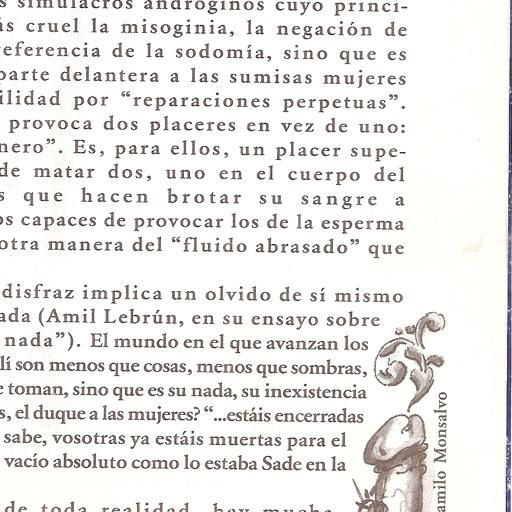 simulacros andróginos cuyo princi-
ás cruel la misoginia, la negación de
referencia de la sodomía, sino que es
parte delantera a las sumisas mujeres
ilidad por “reparaciones perpetuas”.
provoca dos placeres en vez de uno:
nero”. Es, para ellos, un placer supe-
de matar dos, uno en el cuerpo del
s que hacen brotar su sangre a
os capaces de provocar los de la esperma
otra manera del “fluido abrasado” que
disfraz implica un olvido de sí mismo
ada (Amil Lebrún, en su ensayo sobre
nada”). El mundo en el que avanzan los
lí son menos que cosas, menos que sombras,
e toman, sino que es su nada, su inexistencia
s, el duque a las mujeres? “...estáis encerradas
sabe, vosotras ya estáis muertas para el
vacío absoluto como lo estaba Sade en la
de toda realidad, hay mucha
amilo Monsalvo